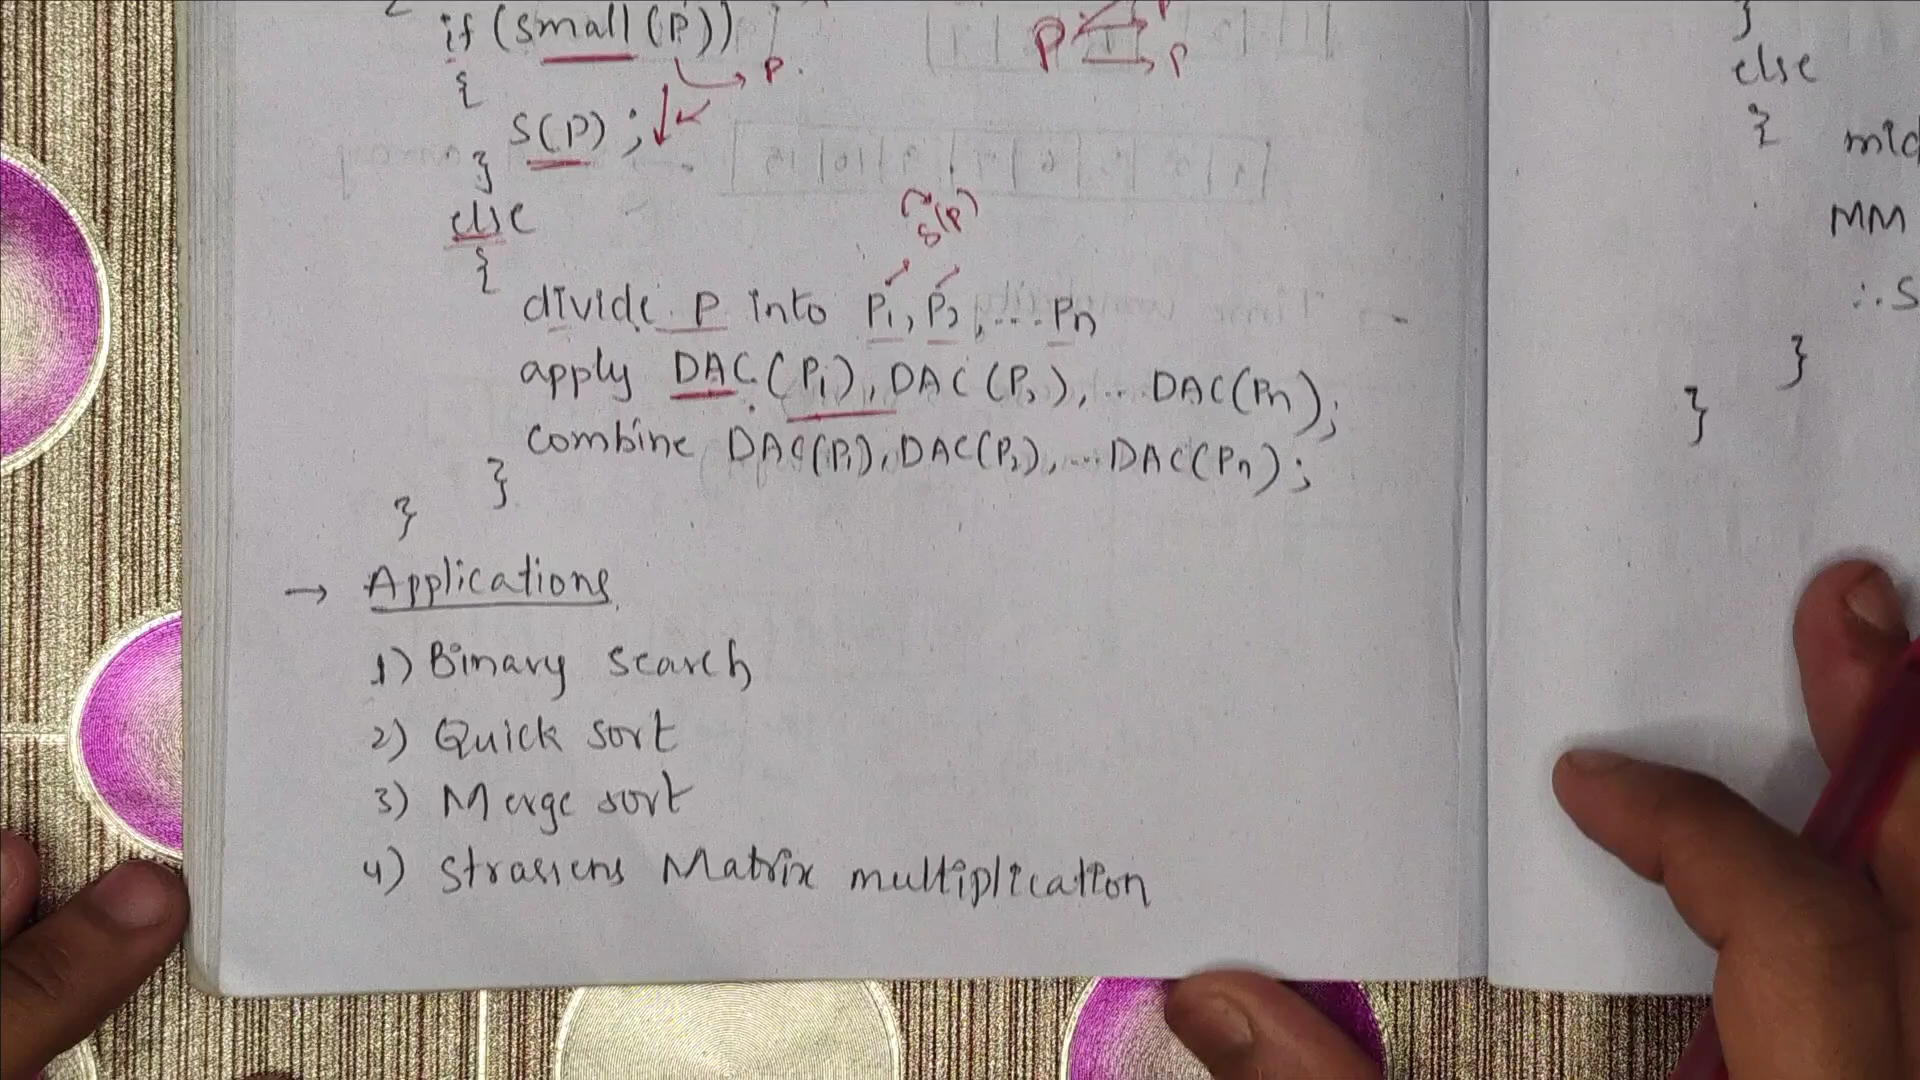 if (small (P))
{
→ P.
P
P
S(P) ;
}
else
{
S(P)
divide P into P1, P2, ... Pn
apply DAC (P1), DAC (P2), ... DAC(Pn);
combine DAC(P1), DAC(P2), ... DAC(Pn);
}
}
→ Applications
1) Binary search
2) Quick sort
3) Merge sort
4) Strassens Matrix multiplication
}
else
{
MM
∴ S
}
}